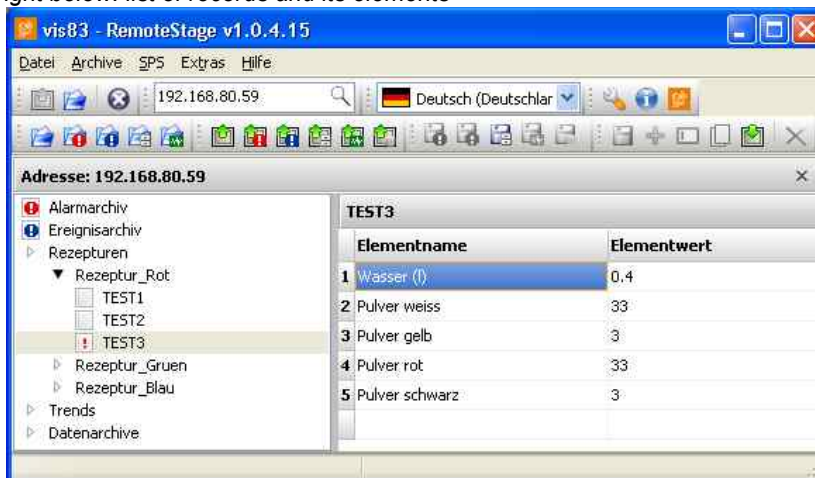 ght below: list of records and its elements
vis83 - RemoteStage v1.0.4.15
Datei Archive SPS Extras Hilfe
192.168.80.59 Deutsch (Deutschlar
Adresse: 192.168.80.59
Alarmarchiv
Ereignisarchiv
Rezepturen
Rezeptur_Rot
TEST1
TEST2
TEST3
Rezeptur_Gruen
Rezeptur_Blau
Trends
Datenarchive
TEST3
Elementname Elementwert
1 Wasser (l) 0.4
2 Pulver weiss 33
3 Pulver gelb 3
4 Pulver rot 33
5 Pulver schwarz 3